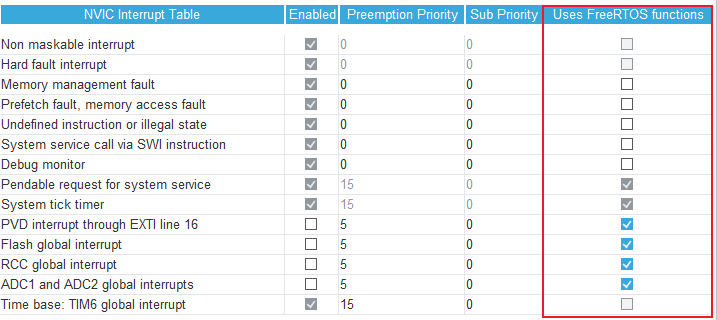 NVIC Interrupt Table Enabled Preemption Priority Sub Priority Uses FreeRTOS functions
Non maskable interrupt 0 0
Hard fault interrupt 0 0
Memory management fault 0 0
Prefetch fault, memory access fault 0 0
Undefined instruction or illegal state 0 0
System service call via SWI instruction 0 0
Debug monitor 0 0
Pendable request for system service 15 0
System tick timer 15 0
PVD interrupt through EXTI line 16 5 0
Flash global interrupt 5 0
RCC global interrupt 5 0
ADC1 and ADC2 global interrupts 5 0
Time base: TIM6 global interrupt 15 0